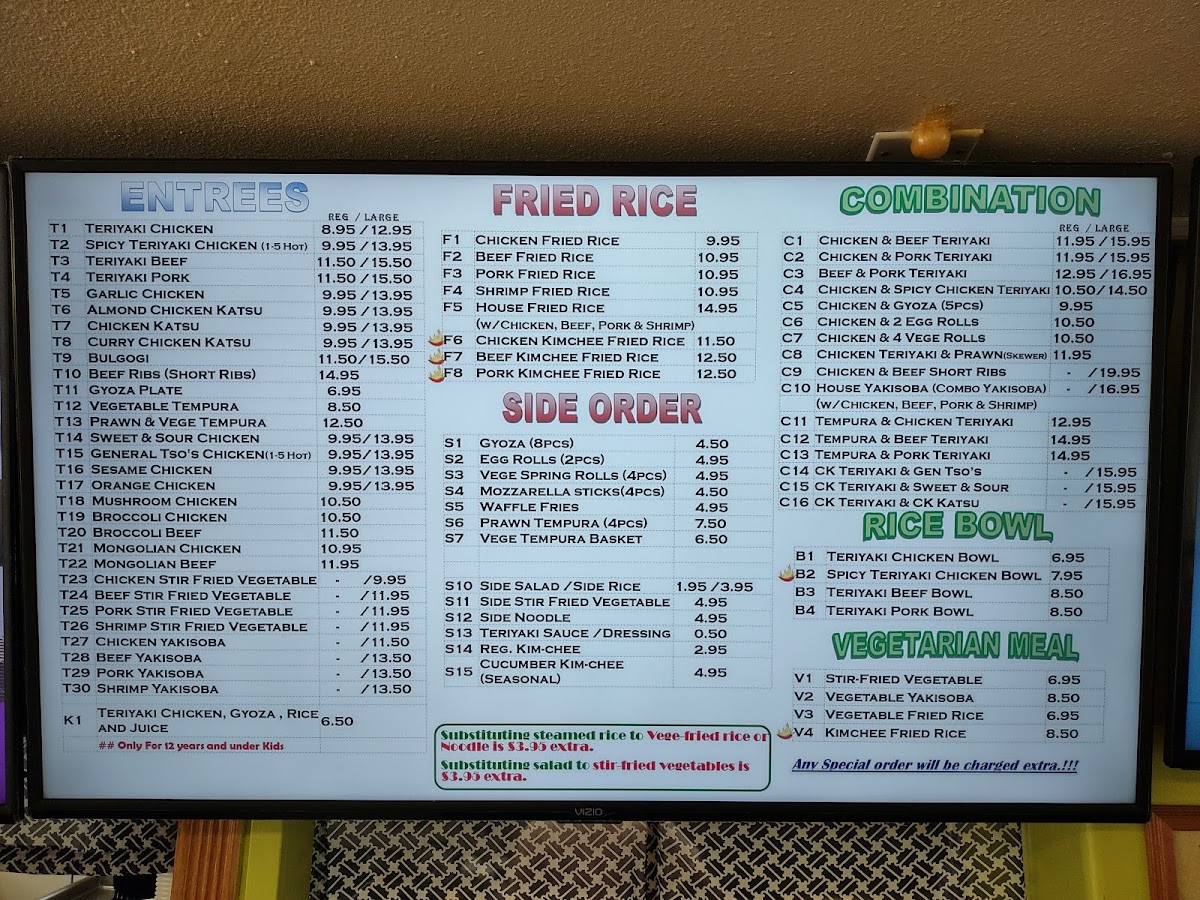 ENTREES
REG / LARGE
T1 TERIYAKI CHICKEN 8.95 / 12.95
T2 SPICY TERIYAKI CHICKEN (1-5 HOT) 9.95 / 13.95
T3 TERIYAKI BEEF 11.50 / 15.50
T4 TERIYAKI PORK 11.50 / 15.50
T5 GARLIC CHICKEN 9.95 / 13.95
T6 ALMOND CHICKEN KATSU 9.95 / 13.95
T7 CHICKEN KATSU 9.95 / 13.95
T8 CURRY CHICKEN KATSU 9.95 / 13.95
T9 BULGOGI 11.50/15.50
T10 BEEF RIBS (SHORT RIBS) 14.95
T11 GYOZA PLATE 6.95
T12 VEGETABLE TEMPURA 8.50
T13 PRAWN & VEGE TEMPURA 12.50
T14 SWEET & SOUR CHICKEN 9.95/13.95
T15 GENERAL TSO'S CHICKEN(1-5 HOT) 9.95/13.95
T16 SESAME CHICKEN 9.95/13.95
T17 ORANGE CHICKEN 9.95/13.95
T18 MUSHROOM CHICKEN 10.50
T19 BROCCOLI CHICKEN 10.50
T20 BROCCOLI BEEF 11.50
T21 MONGOLIAN CHICKEN 10.95
T22 MONGOLIAN BEEF 11.95
T23 CHICKEN STIR FRIED VEGETABLE - /9.95
T24 BEEF STIR FRIED VEGETABLE - /11.95
T25 PORK STIR FRIED VEGETABLE - /11.95
T26 SHRIMP STIR FRIED VEGETABLE - /11.95
T27 CHICKEN YAKISOBA - /11.50
T28 BEEF YAKISOBA - /13.50
T29 PORK YAKISOBA - /13.50
T30 SHRIMP YAKISOBA - /13.50
K1 TERIYAKI CHICKEN, GYOZA , RICE
AND JUICE 6.50
## Only For 12 years and under Kids
FRIED RICE
F1 CHICKEN FRIED RICE 9.95
F2 BEEF FRIED RICE 10.95
F3 PORK FRIED RICE 10.95
F4 SHRIMP FRIED RICE 10.95
F5 HOUSE FRIED RICE 14.95
(W/CHICKEN, BEEF, PORK & SHRIMP)
F6 CHICKEN KIMCHEE FRIED RICE 11.50
F7 BEEF KIMCHEE FRIED RICE 12.50
F8 PORK KIMCHEE FRIED RICE 12.50
SIDE ORDER
S1 GYOZA (8PCS) 4.50
S2 EGG ROLLS (2PCS) 4.95
S3 VEGE SPRING ROLLS (4PCS) 4.95
S4 MOZZARELLA STICKS(4PCS) 4.50
S5 WAFFLE FRIES 4.95
S6 PRAWN TEMPURA (4PCS) 7.50
S7 VEGE TEMPURA BASKET 6.50
S10 SIDE SALAD /SIDE RICE 1.95 /3.95
S11 SIDE STIR FRIED VEGETABLE 4.95
S12 SIDE NOODLE 4.95
S13 TERIYAKI SAUCE /DRESSING 0.50
S14 REG. KIM-CHEE 2.95
S15 CUCUMBER KIM-CHEE
(SEASONAL) 4.95
Substituting steamed rice to Vege-fried rice or
Noodle is $3.95 extra.
Substituting salad to stir-fried vegetables is
$3.95 extra.
COMBINATION
REG / LARGE
C1 CHICKEN & BEEF TERIYAKI 11.95 / 15.95
C2 CHICKEN & PORK TERIYAKI 11.95 / 15.95
C3 BEEF & PORK TERIYAKI 12.95 / 16.95
C4 CHICKEN & SPICY CHICKEN TERIYAKI 10.50/14.50
C5 CHICKEN & GYOZA (5PCS) 9.95
C6 CHICKEN & 2 EGG ROLLS 10.50
C7 CHICKEN & 4 VEGE ROLLS 10.50
C8 CHICKEN TERIYAKI & PRAWN(SKEWER) 11.95
C9 CHICKEN & BEEF SHORT RIBS - /19.95
C10 HOUSE YAKISOBA (COMBO YAKISOBA) - /16.95
(W/CHICKEN, BEEF, PORK & SHRIMP)
C11 TEMPURA & CHICKEN TERIYAKI 12.95
C12 TEMPURA & BEEF TERIYAKI 14.95
C13 TEMPURA & PORK TERIYAKI 14.95
C14 CK TERIYAKI & GEN TSO'S - /15.95
C15 CK TERIYAKI & SWEET & SOUR - /15.95
C16 CK TERIYAKI & CK KATSU - /15.95
RICE BOWL
B1 TERIYAKI CHICKEN BOWL 6.95
B2 SPICY TERIYAKI CHICKEN BOWL 7.95
B3 TERIYAKI BEEF BOWL 8.50
B4 TERIYAKI PORK BOWL 8.50
VEGETARIAN MEAL
V1 STIR-FRIED VEGETABLE 6.95
V2 VEGETABLE YAKISOBA 8.50
V3 VEGETABLE FRIED RICE 6.95
V4 KIMCHEE FRIED RICE 8.50
Any Special order will be charged extra.!!!
VIZIO